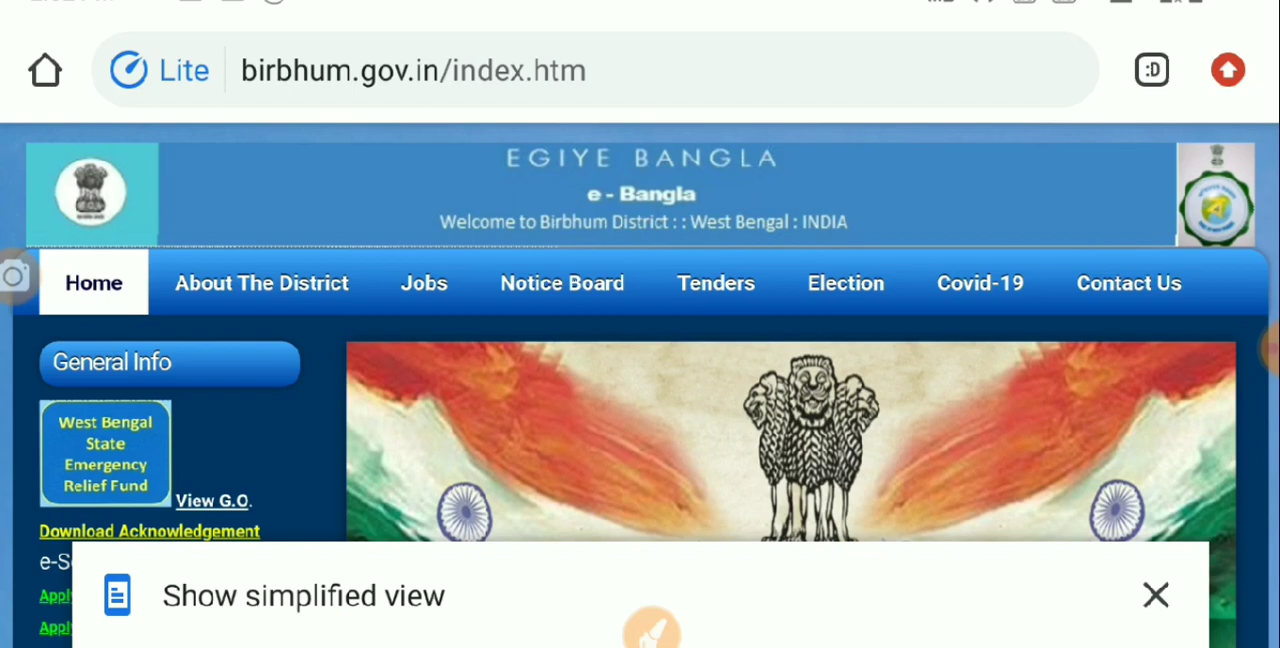 Lite birbhum.gov.in/index.htm :D
EGIYE BANGLA
e - Bangla
Welcome to Birbhum District : : West Bengal : INDIA
Home About The District Jobs Notice Board Tenders Election Covid-19 Contact Us
General Info
West Bengal
State
Emergency
Relief Fund
View G.O.
Download Acknowledgement
e-S
Appl
Appl
Show simplified view